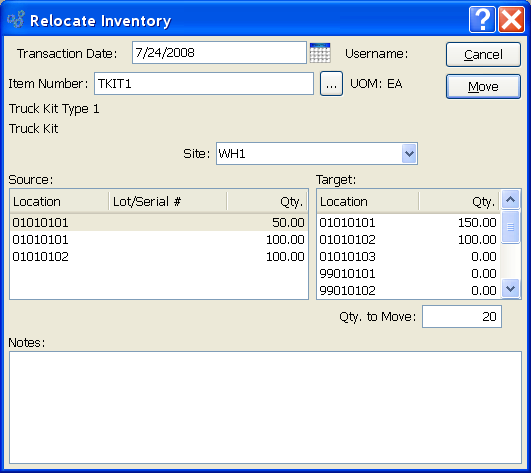 Relocate Inventory
Transaction Date: 7/24/2008 Username: Cancel
Item Number: TKIT1 ... UOM: EA Move
Truck Kit Type 1
Truck Kit
Site: WH1
Source: Target:
Location Lot/Serial # Qty. Location Qty.
01010101 50.00 01010101 150.00
01010101 100.00 01010102 100.00
01010102 100.00 01010103 0.00
99010101 0.00
99010102 0.00
Qty. to Move: 20
Notes: